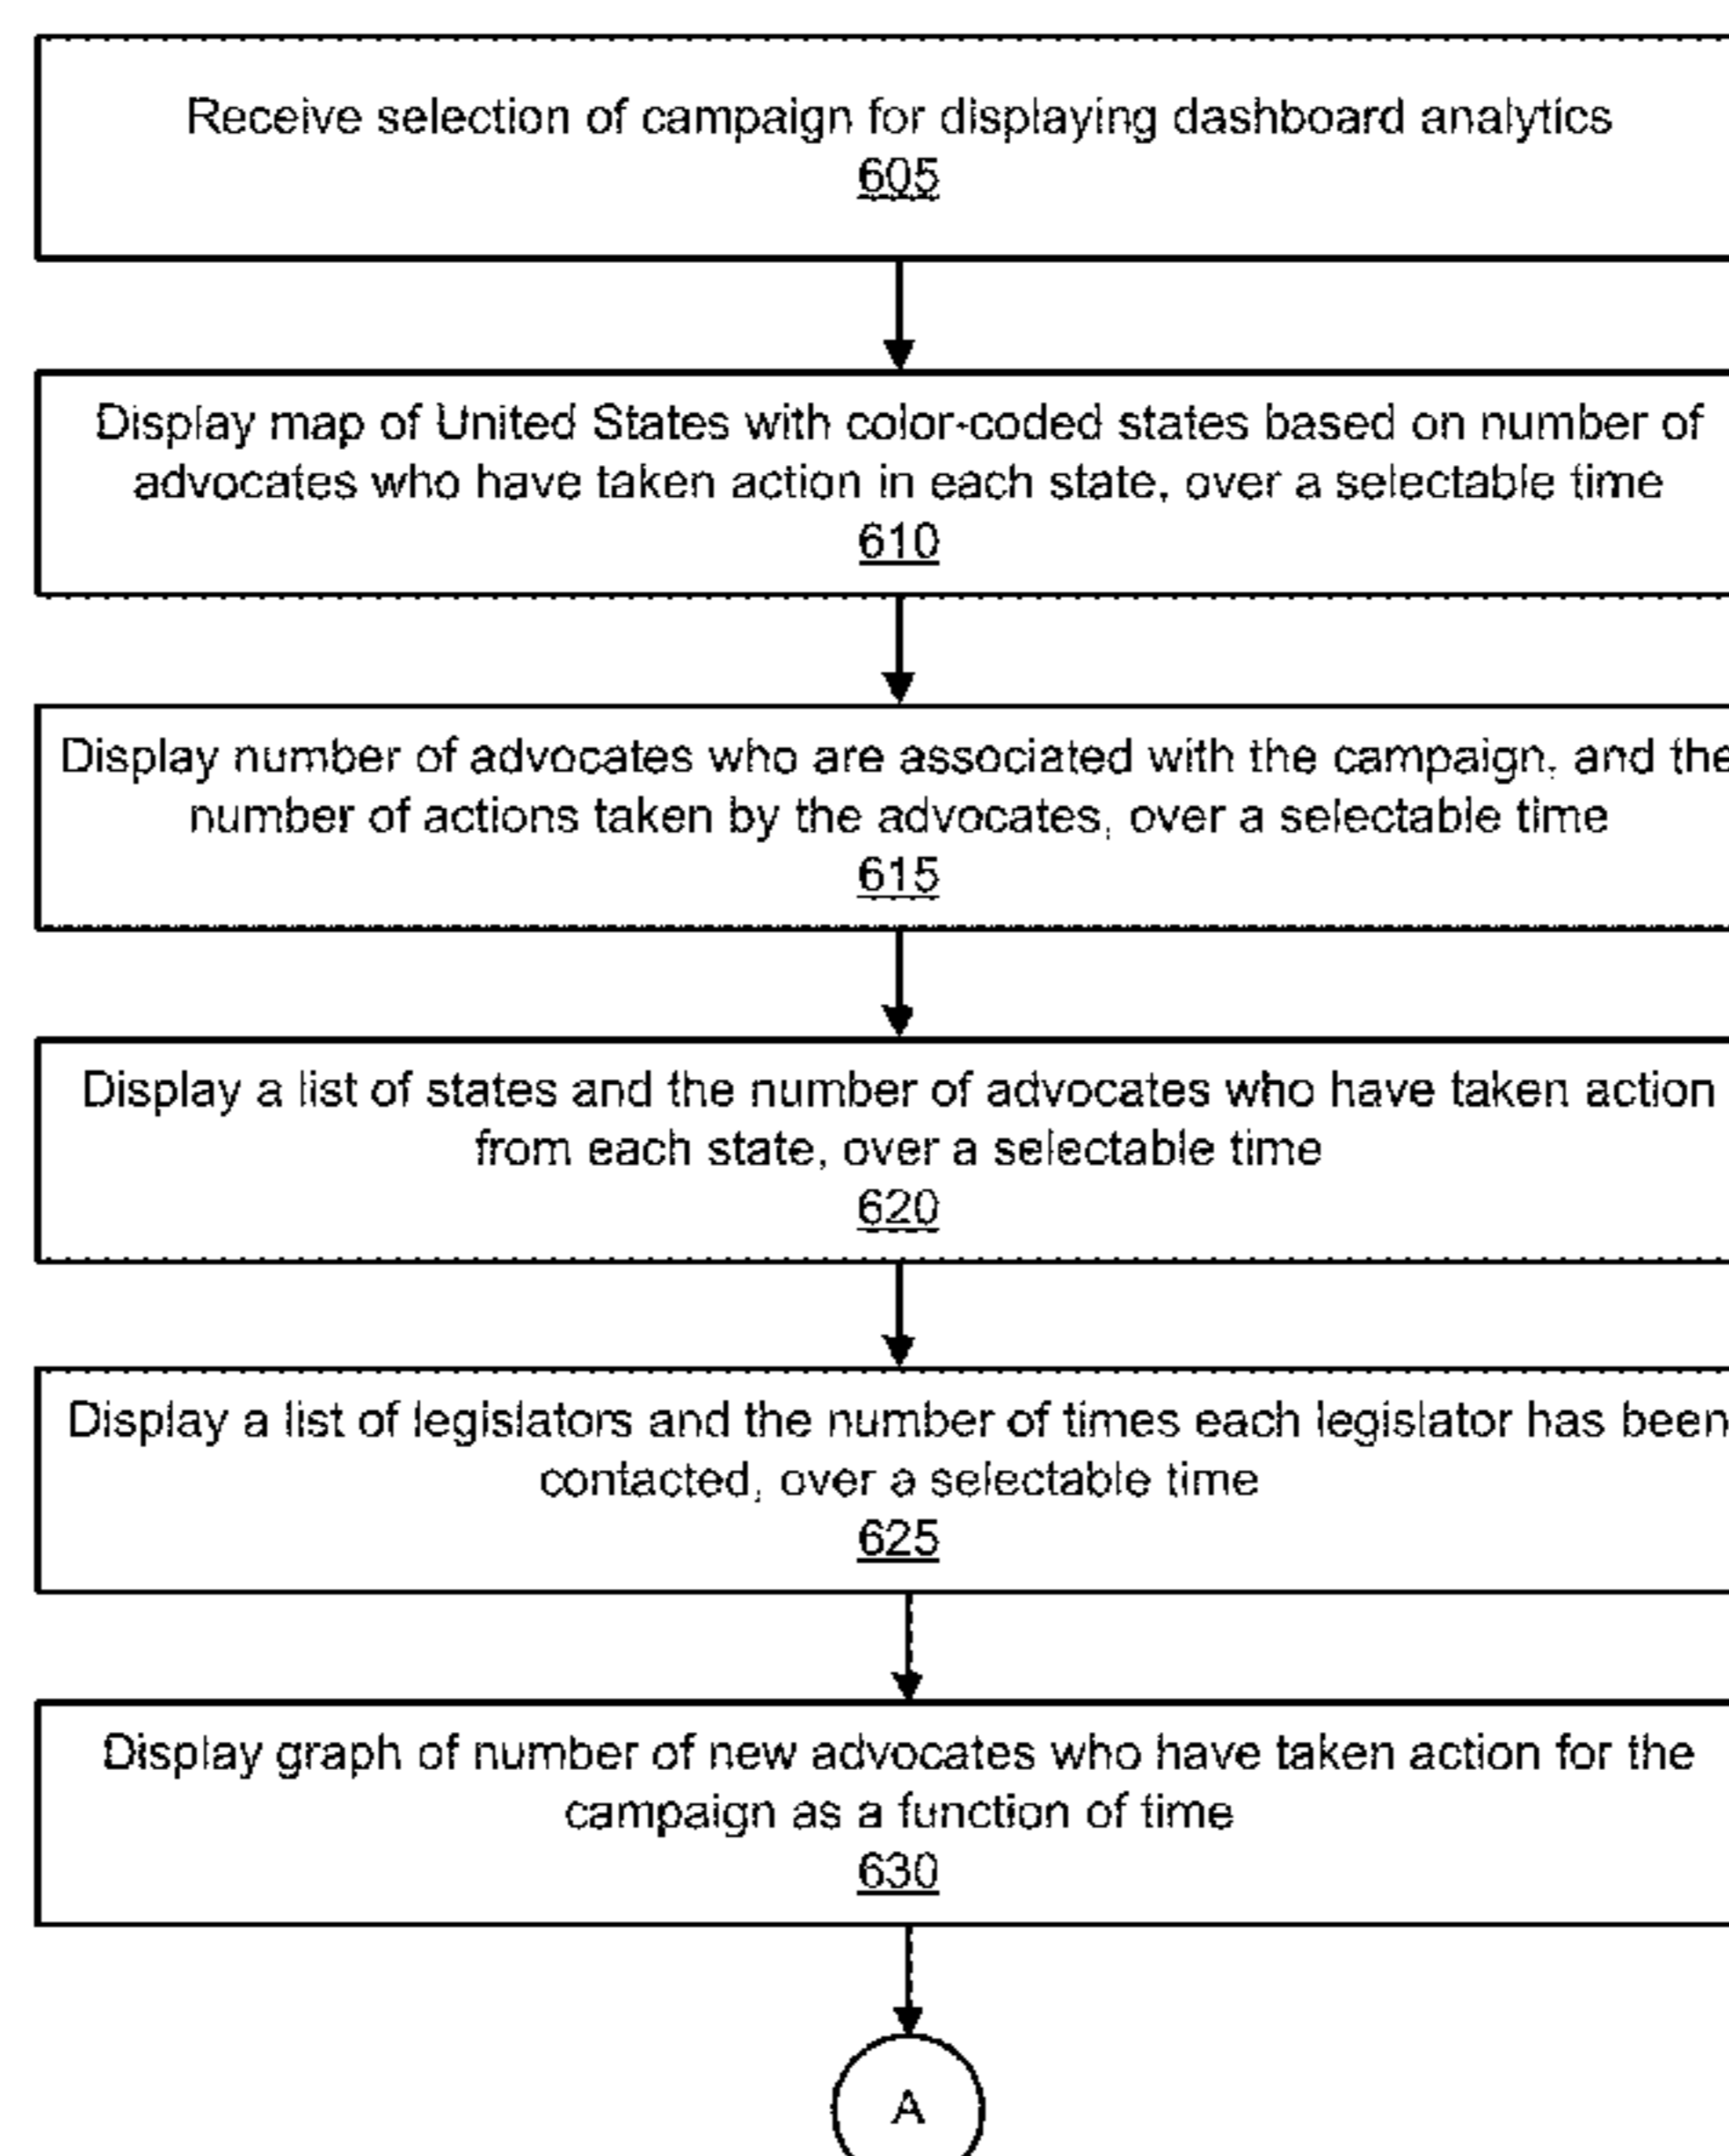 Receive selection of campaign for displaying dashboard analytics
605
Display map of United States with color-coded states based on number of
advocates who have taken action in each state, over a selectable time
610
Display number of advocates who are associated with the campaign, and the
number of actions taken by the advocates, over a selectable time
615
Display a list of states and the number of advocates who have taken action
from each state, over a selectable time
620
Display a list of legislators and the number of times each legislator has been
contacted, over a selectable time
625
Display graph of number of new advocates who have taken action for the
campaign as a function of time
630
A